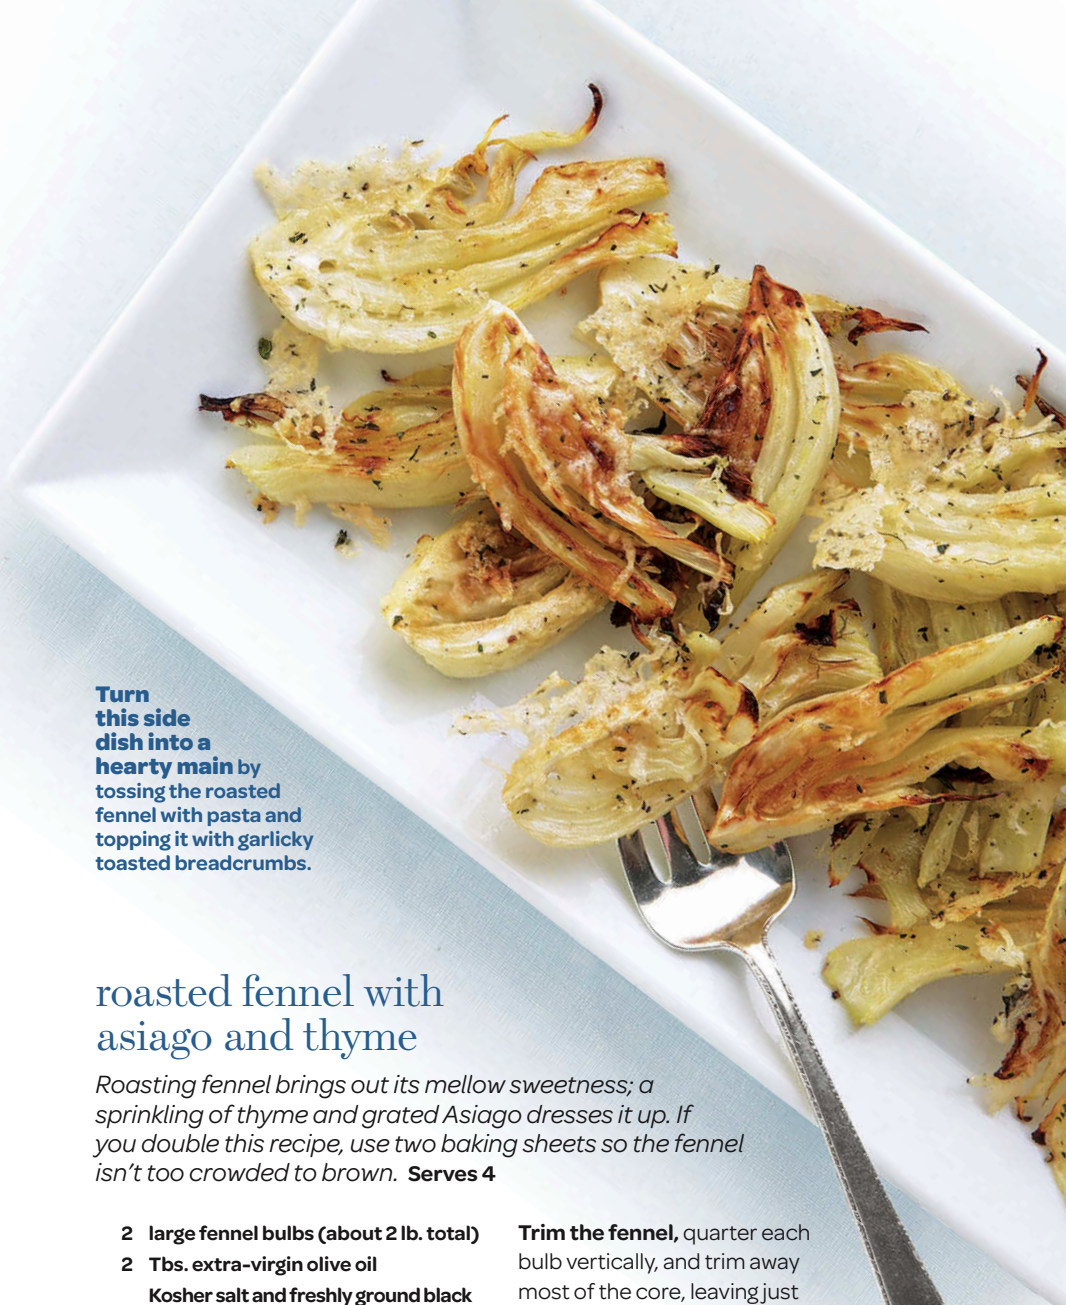 Turn
this side
dish into a
hearty main by
tossing the roasted
fennel with pasta and
topping it with garlicky
toasted breadcrumbs.
roasted fennel with
asiago and thyme
Roasting fennel brings out its mellow sweetness; a
sprinkling of thyme and grated Asiago dresses it up. If
you double this recipe, use two baking sheets so the fennel
isn’t too crowded to brown. Serves 4
2 large fennel bulbs (about 2 lb. total)
2 Tbs. extra-virgin olive oil
Kosher salt and freshly ground black
Trim the fennel, quarter each
bulb vertically, and trim away
most of the core, leaving just